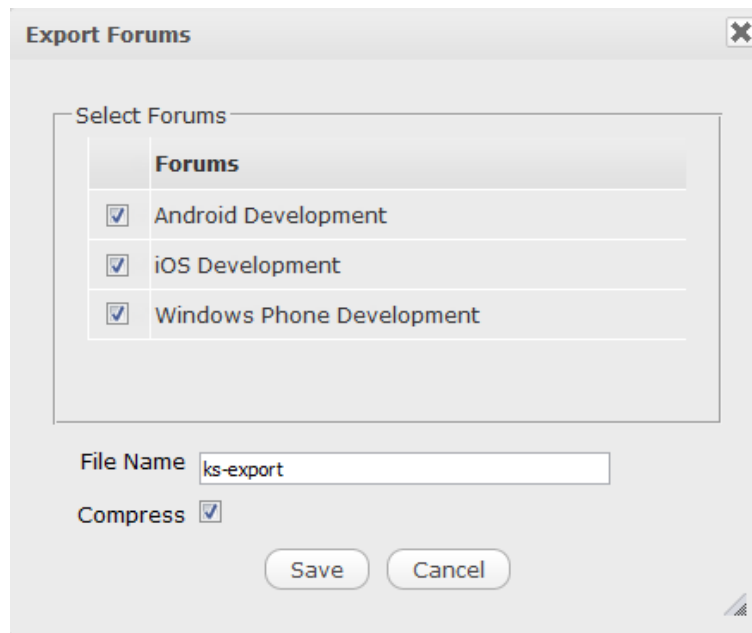 Export Forums
Select Forums
Forums
Android Development
iOS Development
Windows Phone Development
File Name ks-export
Compress
Save Cancel